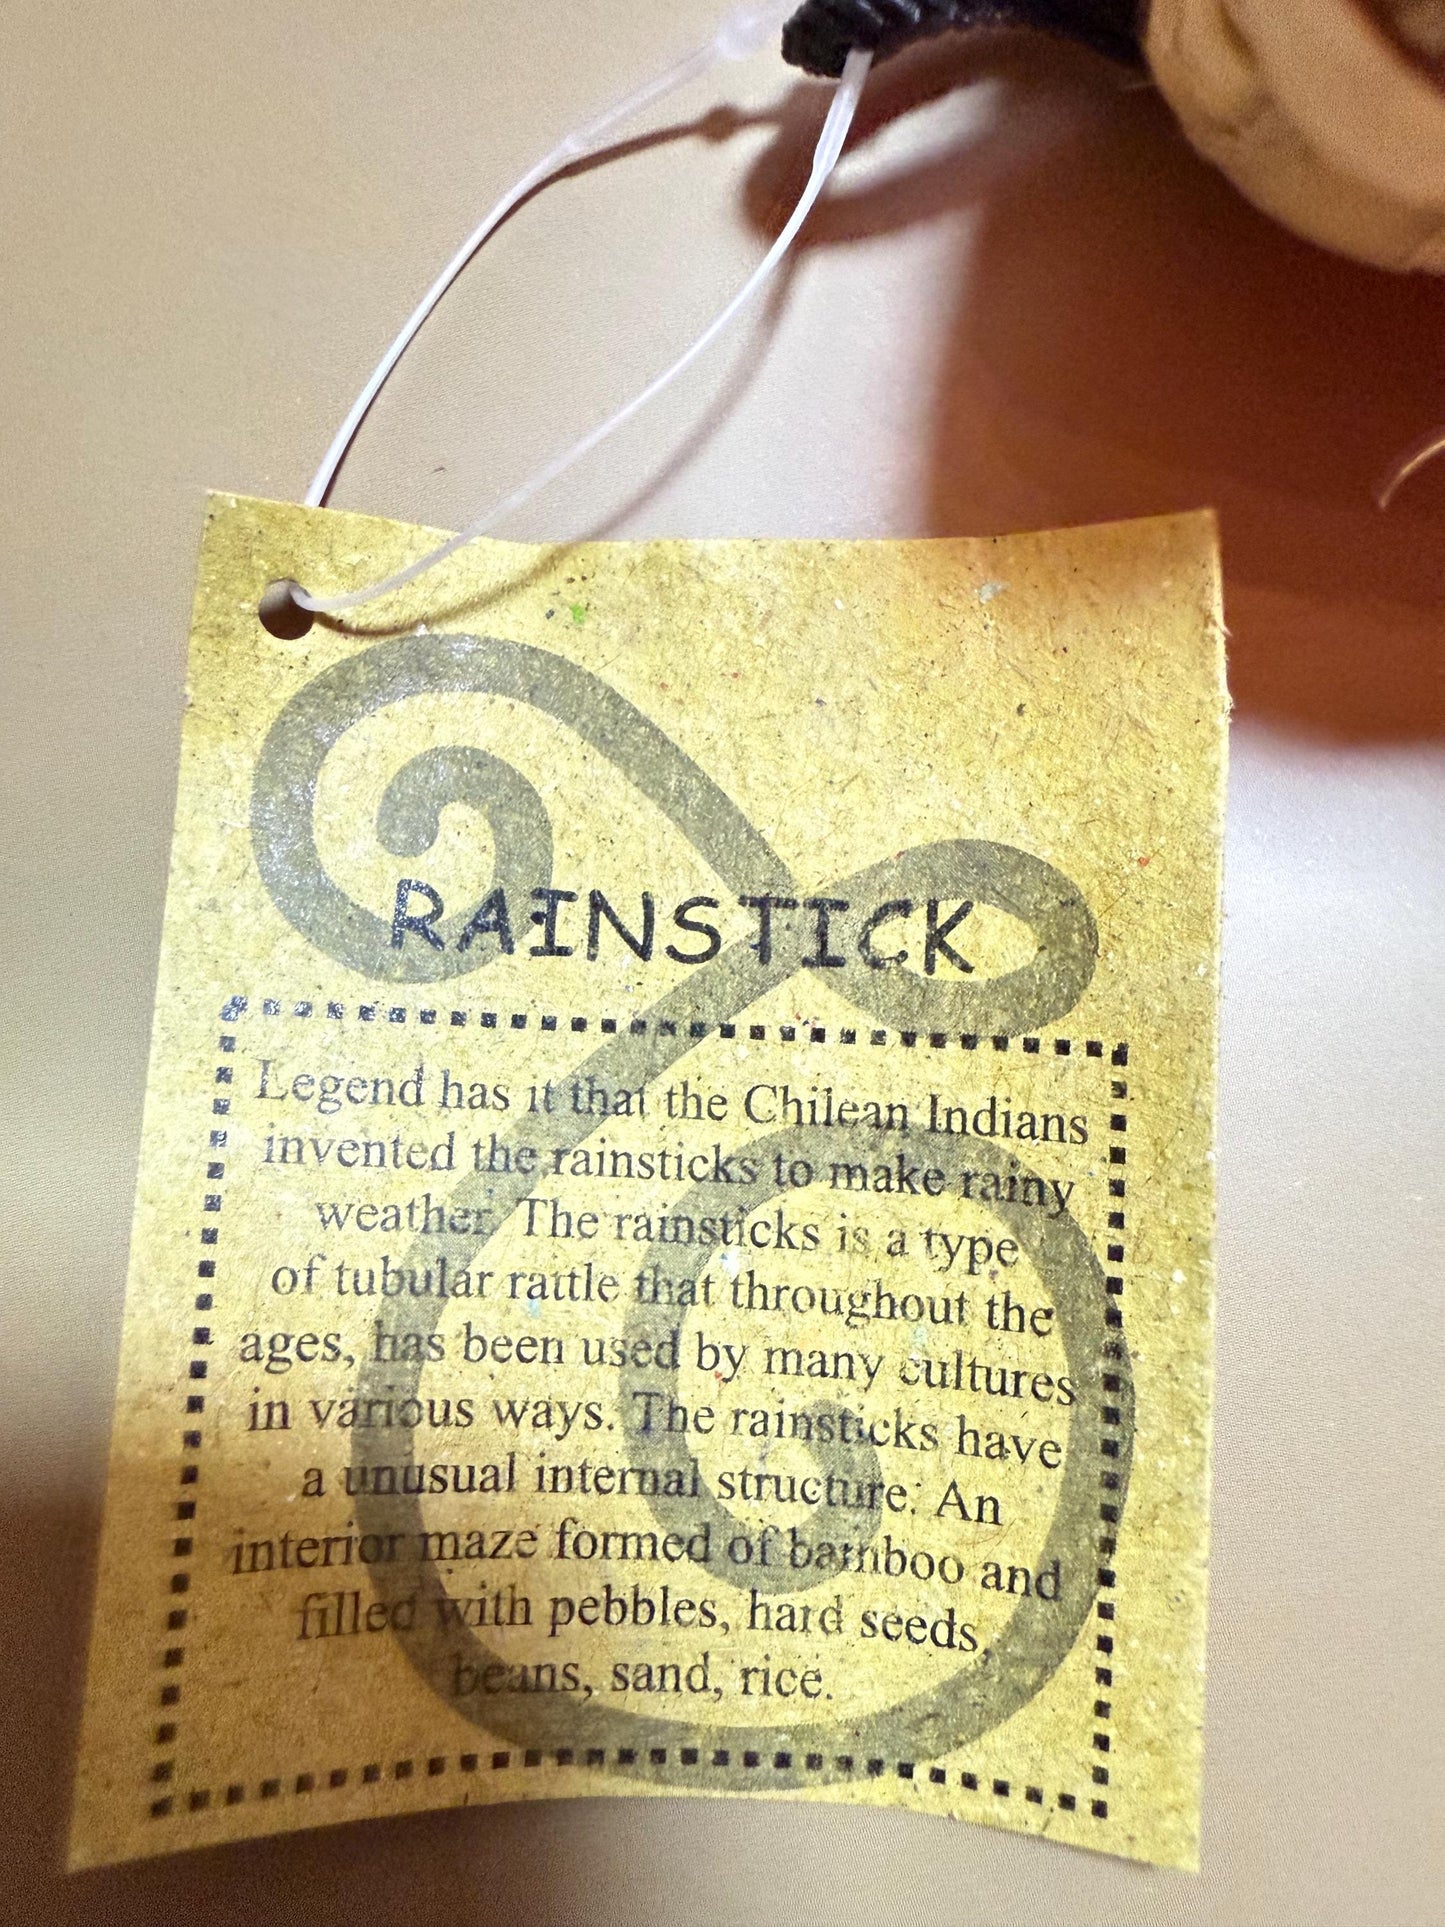 RAINSTICK
Legend has it that the Chilean Indians
invented the rainsticks to make rainy
weather. The rainsticks is a type
of tubular rattle that throughout the
ages, has been used by many cultures
in various ways. The rainsticks have
a unusual internal structure. An
interior maze formed of bamboo and
filled with pebbles, hard seeds,
beans, sand, rice.